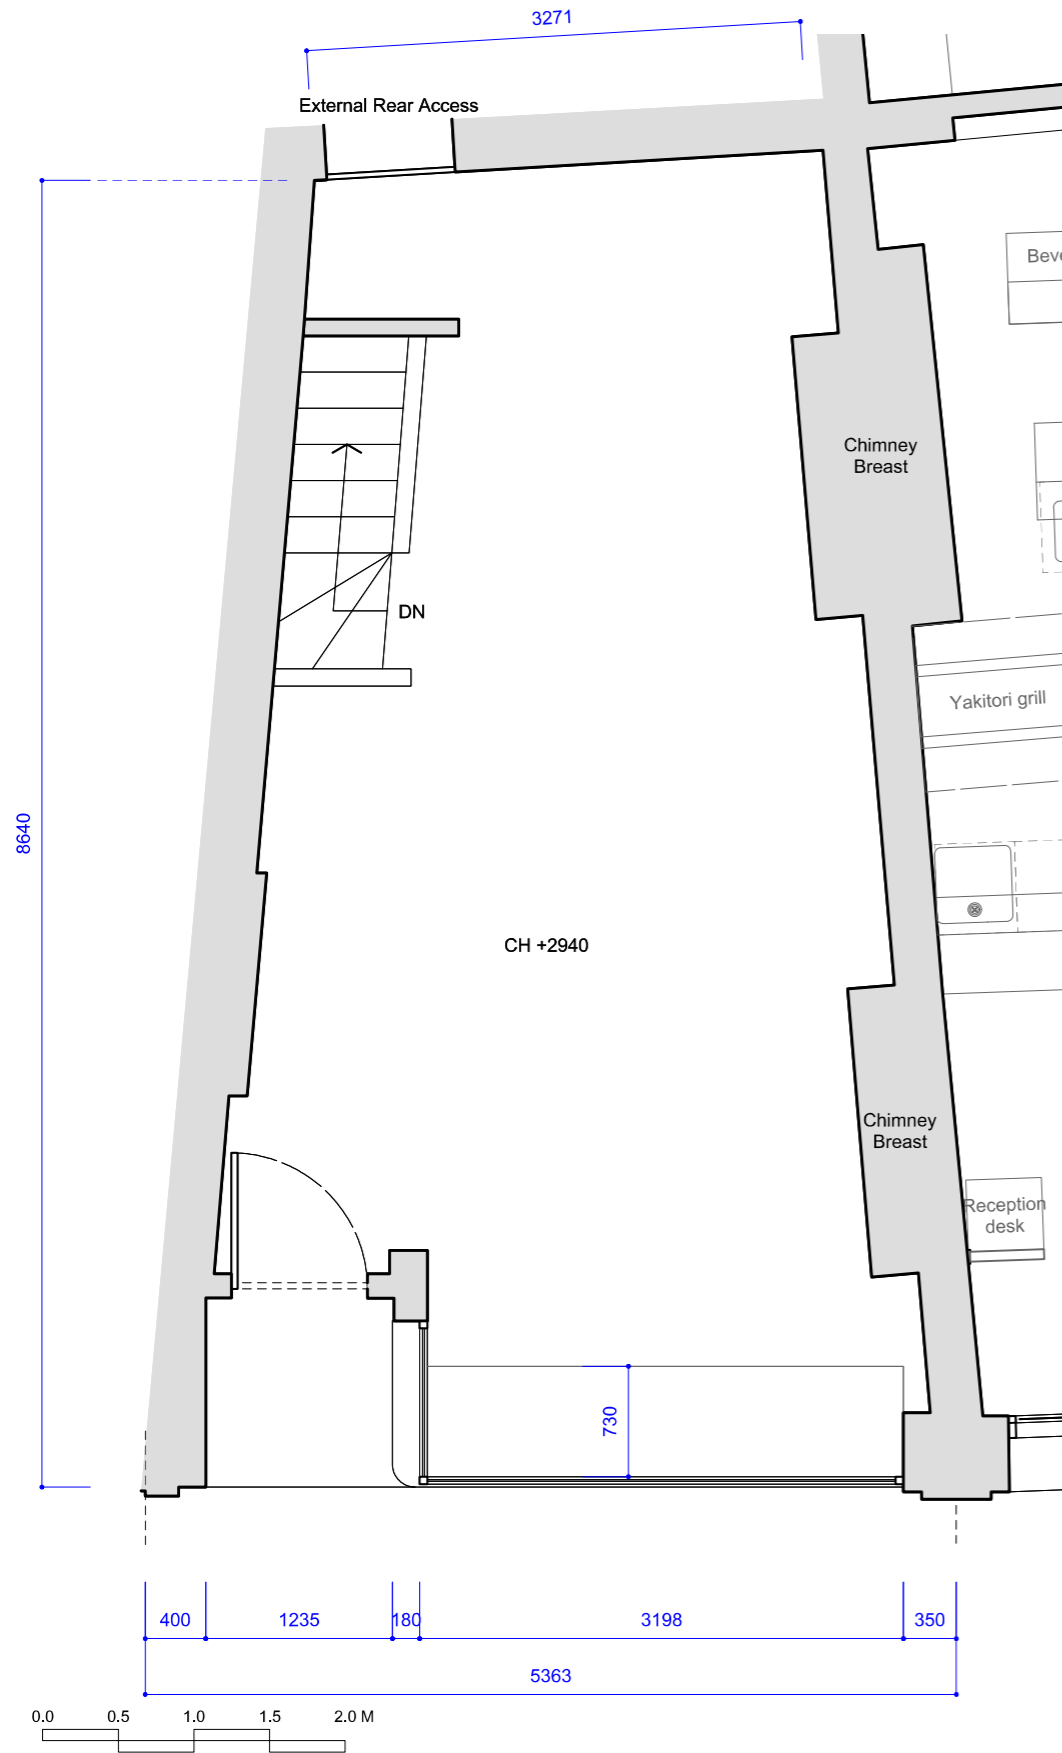 3271
External Rear Access
Beve
Chimney
Breast
DN
Yakitori grill
8640
CH +2940
Chimney
Breast
Reception
desk
730
400
1235
180
3198
350
5363
0.0
0.5
1.0
1.5
2.0 M